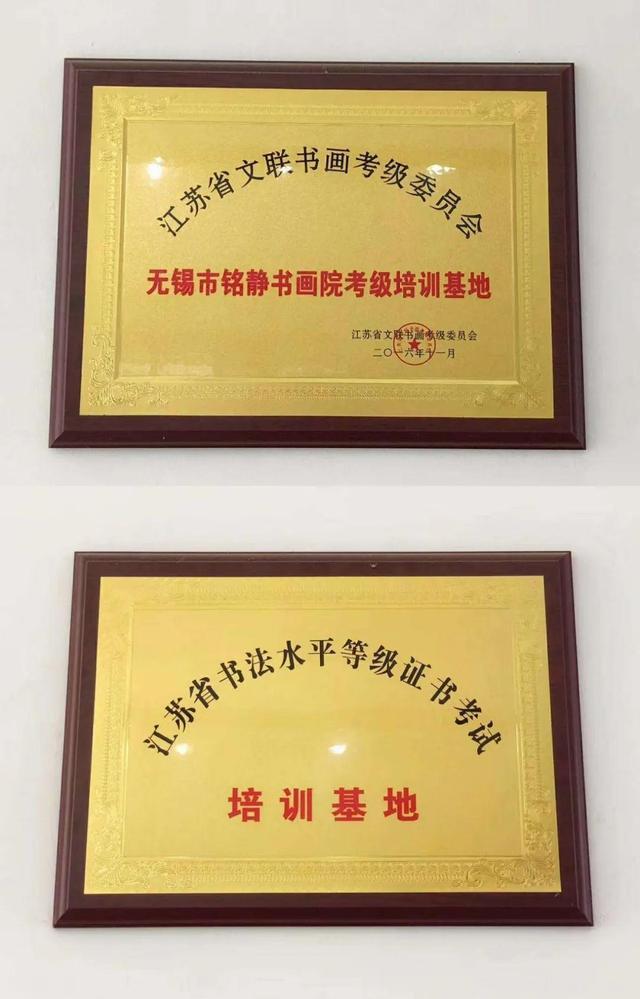 江苏省文联书画考级委员会
无锡市铭静书画院考级培训基地
江苏省文联书画考级委员会
二〇一六年十一月
江苏省书法水平等级证书考试
培训基地